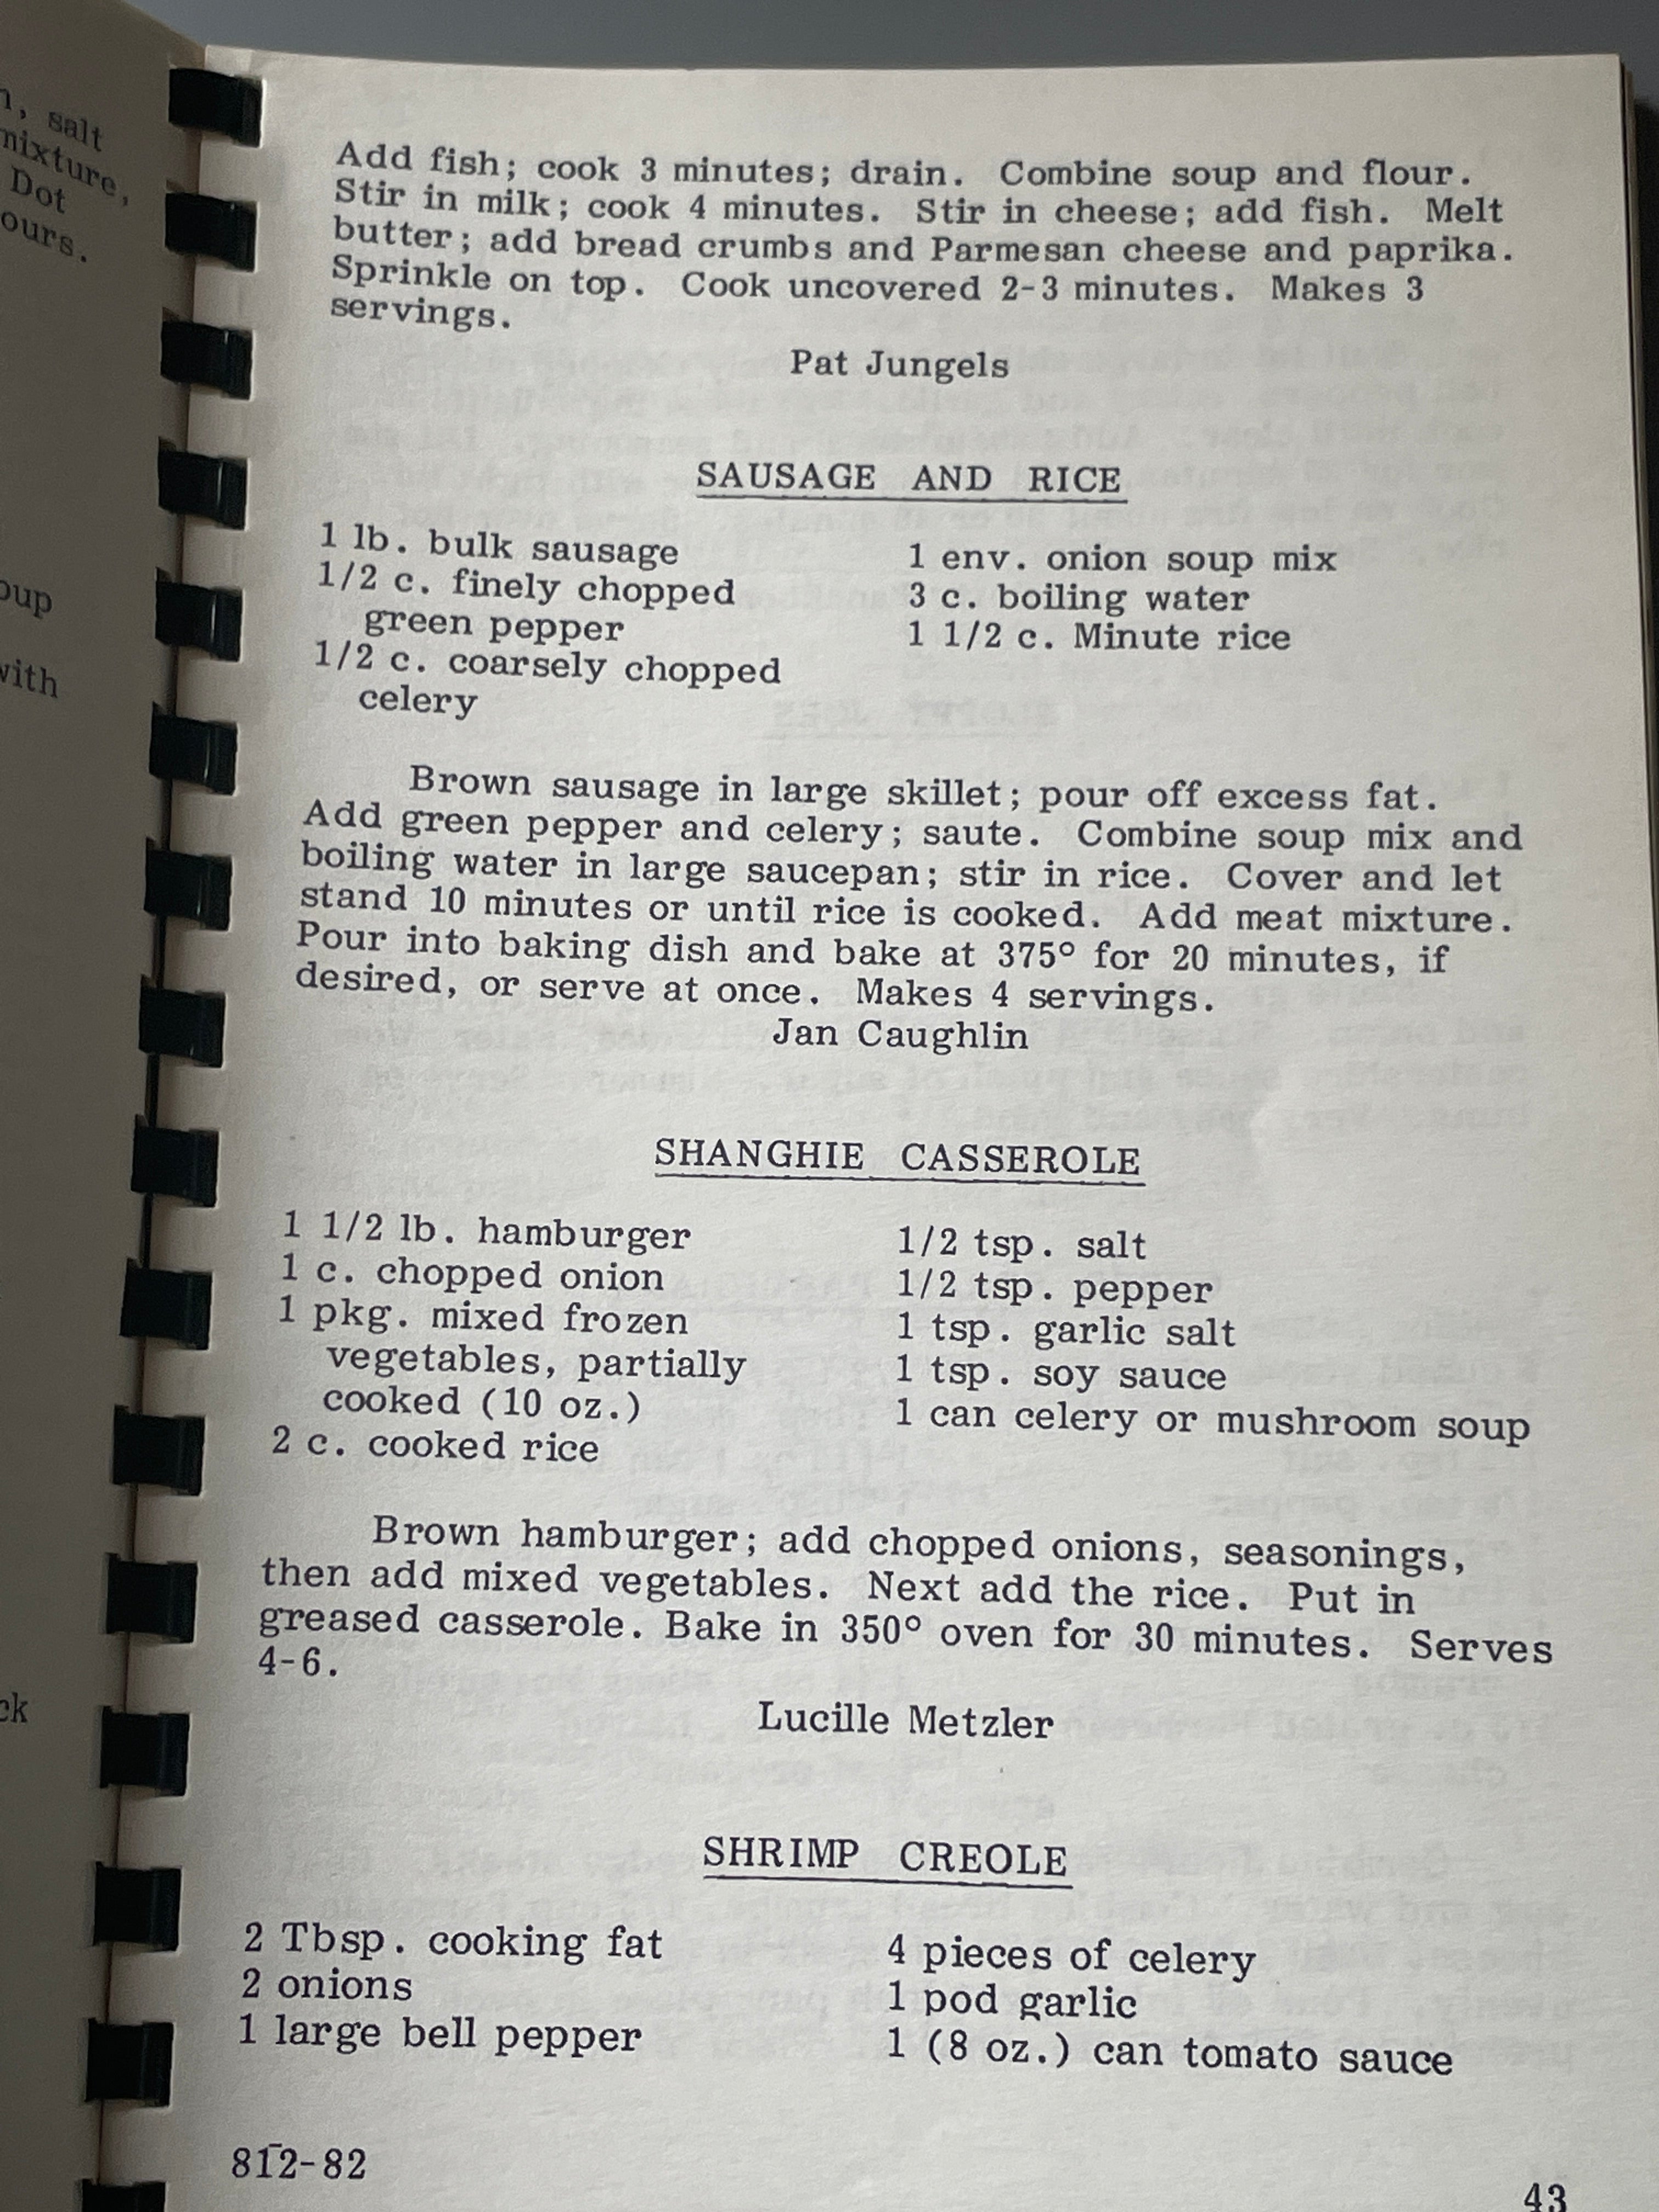 n, salt
mixture,
Dot
ours.
oup
with
ck
Add fish; cook 3 minutes; drain. Combine soup and flour.
Stir in milk; cook 4 minutes. Stir in cheese; add fish. Melt
butter; add bread crumbs and Parmesan cheese and paprika.
Sprinkle on top. Cook uncovered 2-3 minutes. Makes 3
servings.
Pat Jungels
SAUSAGE AND RICE
1 lb. bulk sausage
1/2 c. finely chopped
green pepper
1/2 c. coarsely chopped
celery
1 env. onion soup mix
3 c. boiling water
1 1/2 c. Minute rice
Brown sausage in large skillet; pour off excess fat.
Add green pepper and celery; saute. Combine soup mix and
boiling water in large saucepan; stir in rice. Cover and let
stand 10 minutes or until rice is cooked. Add meat mixture.
Pour into baking dish and bake at 375° for 20 minutes, if
desired, or serve at once. Makes 4 servings.
Jan Caughlin
SHANGHIE CASSEROLE
1 1/2 lb. hamburger
1 c. chopped onion
1 pkg. mixed frozen
vegetables, partially
cooked (10 oz.)
2 c. cooked rice
1/2 tsp. salt
1/2 tsp. pepper
1 tsp. garlic salt
1 tsp. soy sauce
1 can celery or mushroom soup
Brown hamburger; add chopped onions, seasonings,
then add mixed vegetables. Next add the rice. Put in
greased casserole. Bake in 350° oven for 30 minutes. Serves
4-6.
Lucille Metzler
SHRIMP CREOLE
2 Tbsp. cooking fat
2 onions
1 large bell pepper
4 pieces of celery
1 pod garlic
1 (8 oz.) can tomato sauce
812-82
43